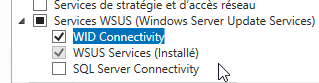 Services de stratégie et d'accès réseau
Services WSUS (Windows Server Update Services)
WID Connectivity
WSUS Services (Installé)
SQL Server Connectivity